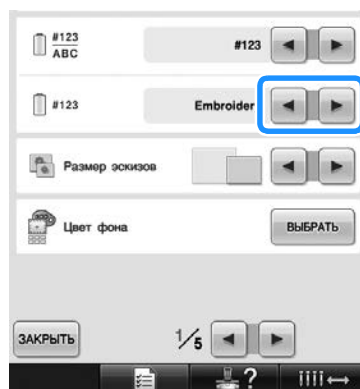 #123
ABC
#123
#123
Embroider
Размер эскизов
Цвет фона
ВЫБРАТЬ
ЗАКРЫТЬ
1/5
?